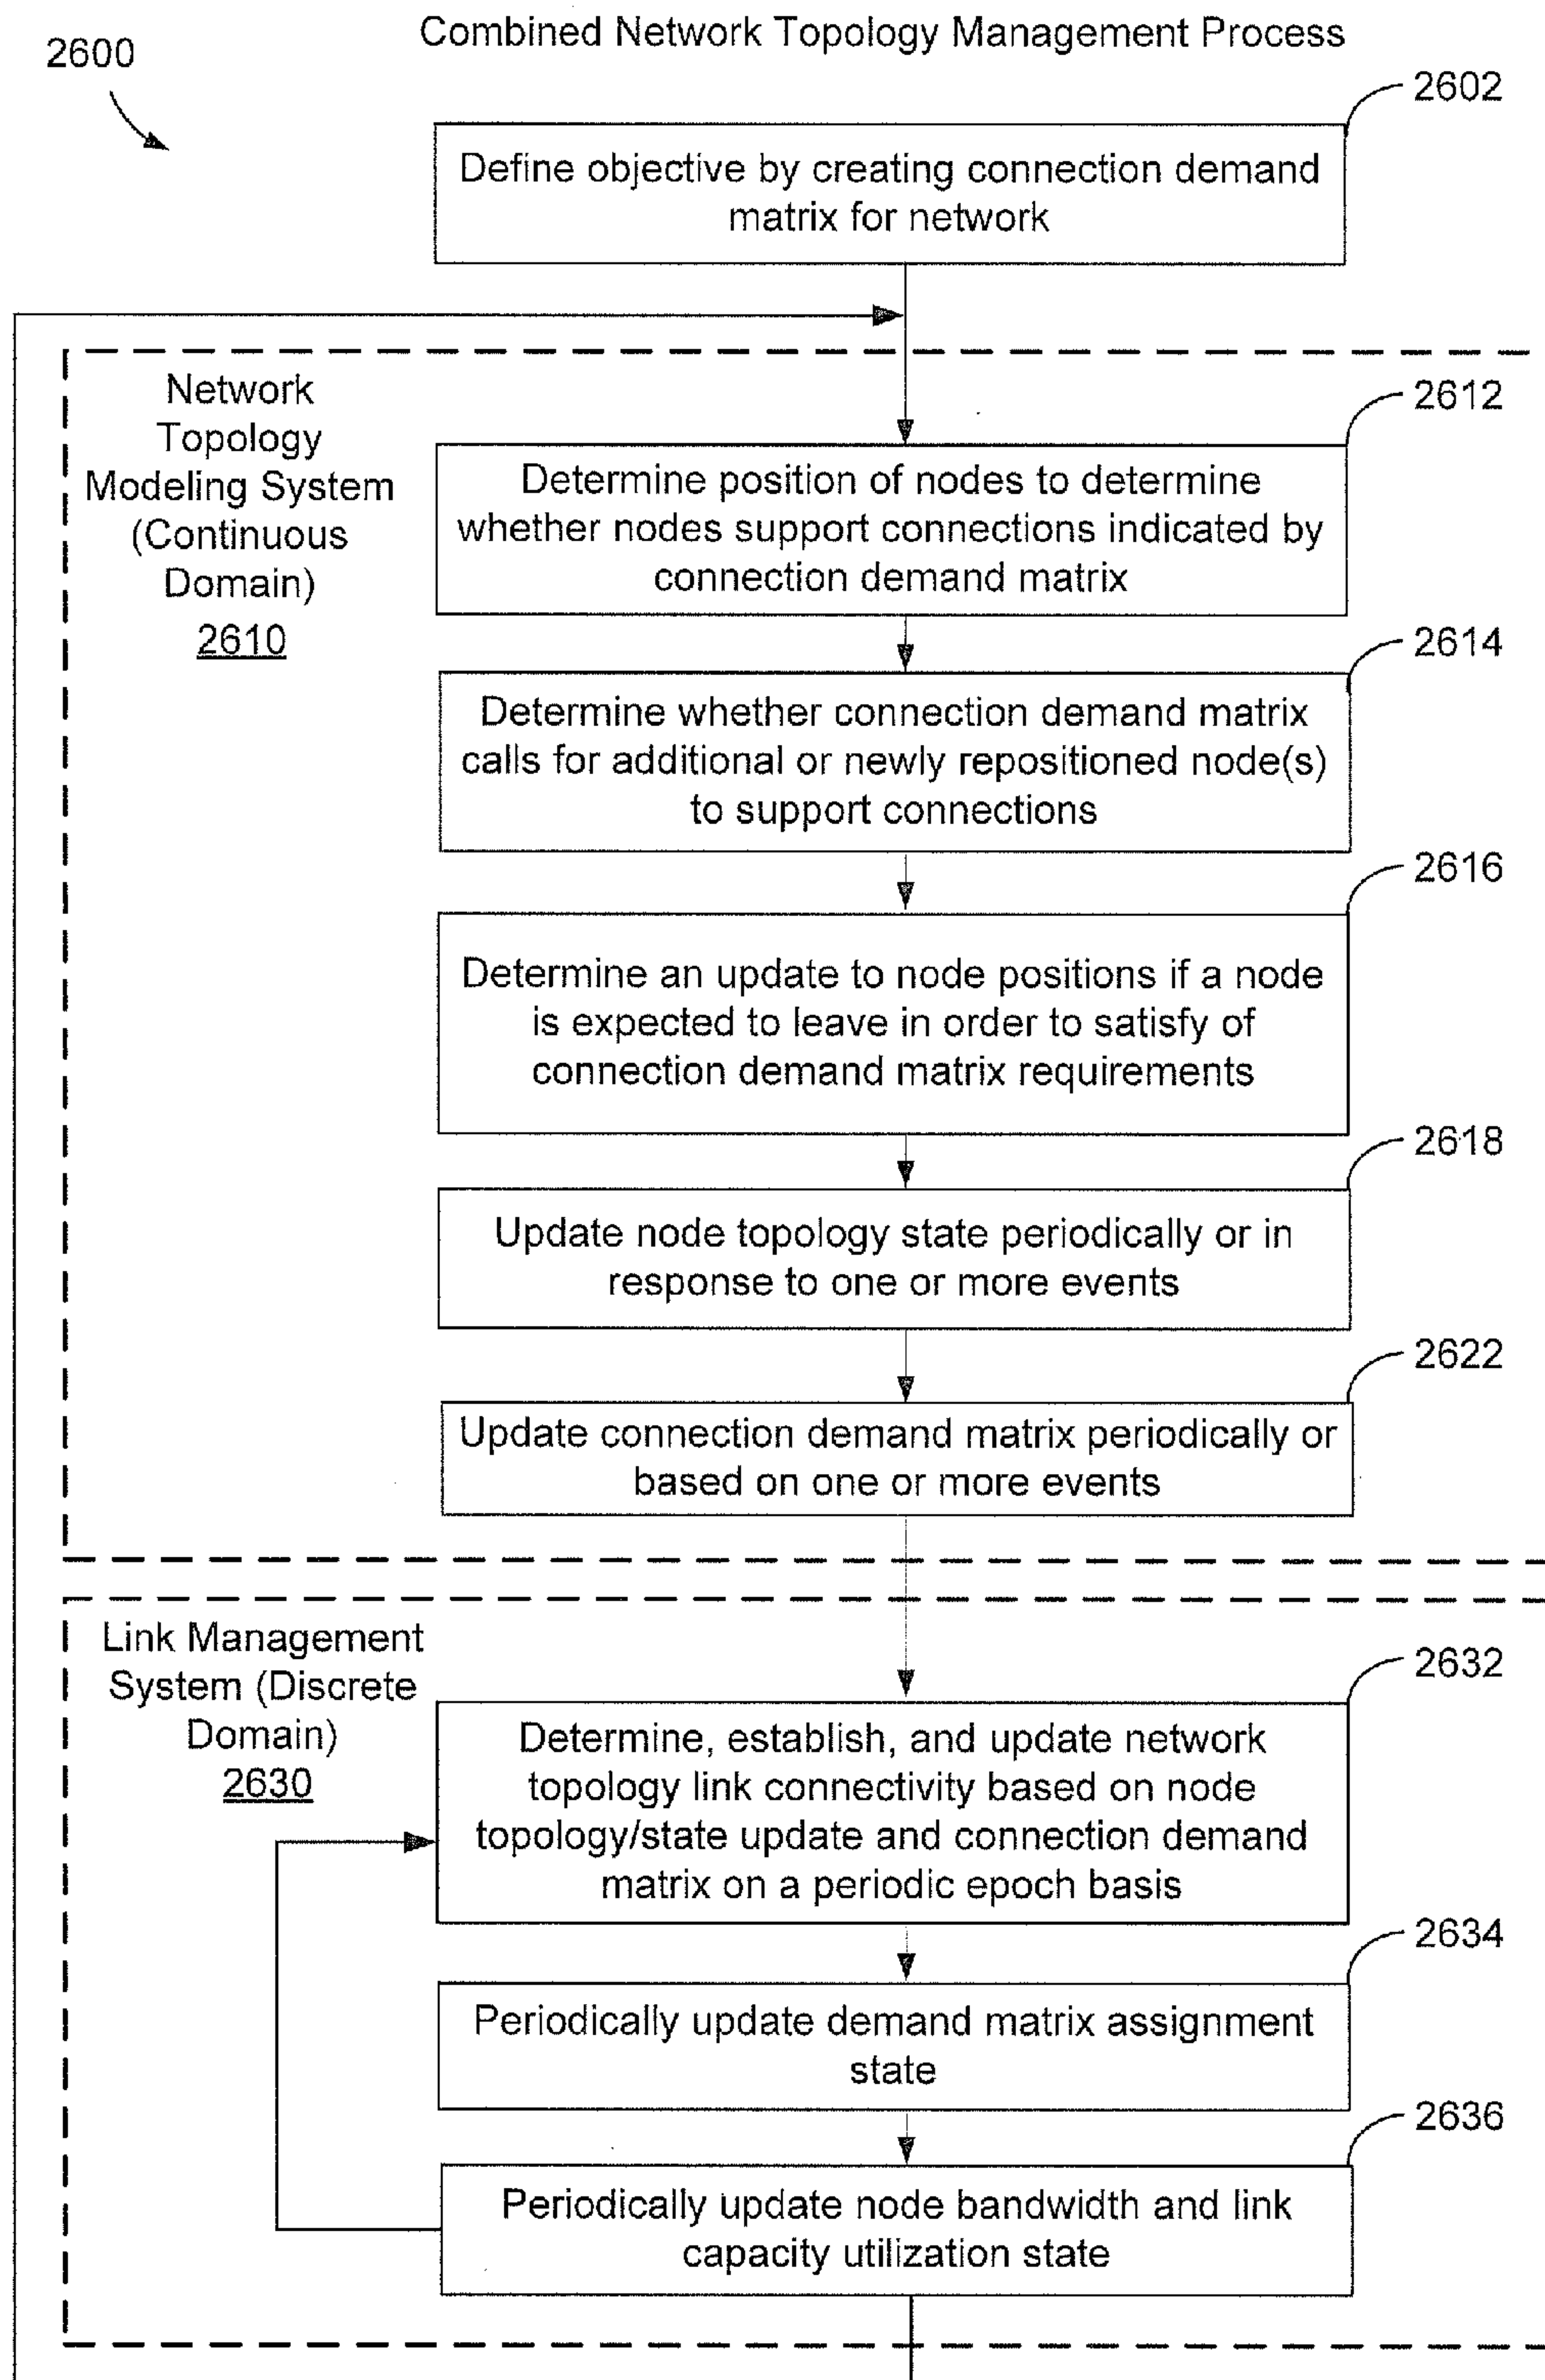 Combined Network Topology Management Process
2600
2602
Define objective by creating connection demand
matrix for network
Network
Topology
Modeling System
(Continuous
Domain)
2610
2612
Determine position of nodes to determine
whether nodes support connections indicated by
connection demand matrix
2614
Determine whether connection demand matrix
calls for additional or newly repositioned node(s)
to support connections
2616
Determine an update to node positions if a node
is expected to leave in order to satisfy of
connection demand matrix requirements
2618
Update node topology state periodically or in
response to one or more events
2622
Update connection demand matrix periodically or
based on one or more events
Link Management
System (Discrete
Domain)
2630
2632
Determine, establish, and update network
topology link connectivity based on node
topology/state update and connection demand
matrix on a periodic epoch basis
2634
Periodically update demand matrix assignment
state
2636
Periodically update node bandwidth and link
capacity utilization state